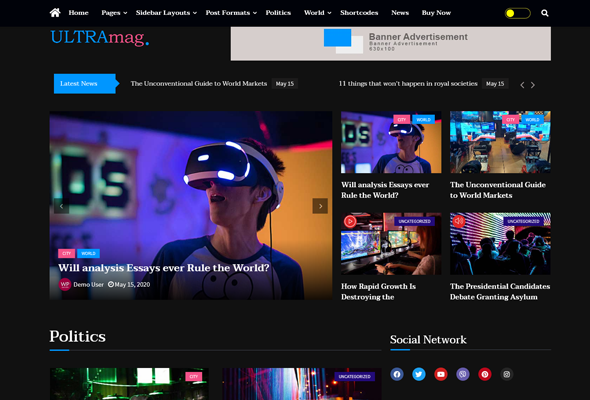 Home Pages Sidebar Layouts Post Formats Politics World Shortcodes News Buy Now
ULTRAmag.
Banner Advertisement
Banner Advertisement
630x100
Latest News The Unconventional Guide to World Markets May 15 11 things that won't happen in royal societies May 15
CITY WORLD
Will analysis Essays ever Rule the World?
WP Demo User May 15, 2020
CITY WORLD
Will analysis Essays ever
Rule the World?
CITY WORLD
The Unconventional Guide
to World Markets
UNCATEGORIZED
How Rapid Growth Is
Destroying the
UNCATEGORIZED
The Presidential Candidates
Debate Granting Asylum
Politics
CITY
UNCATEGORIZED
Social Network